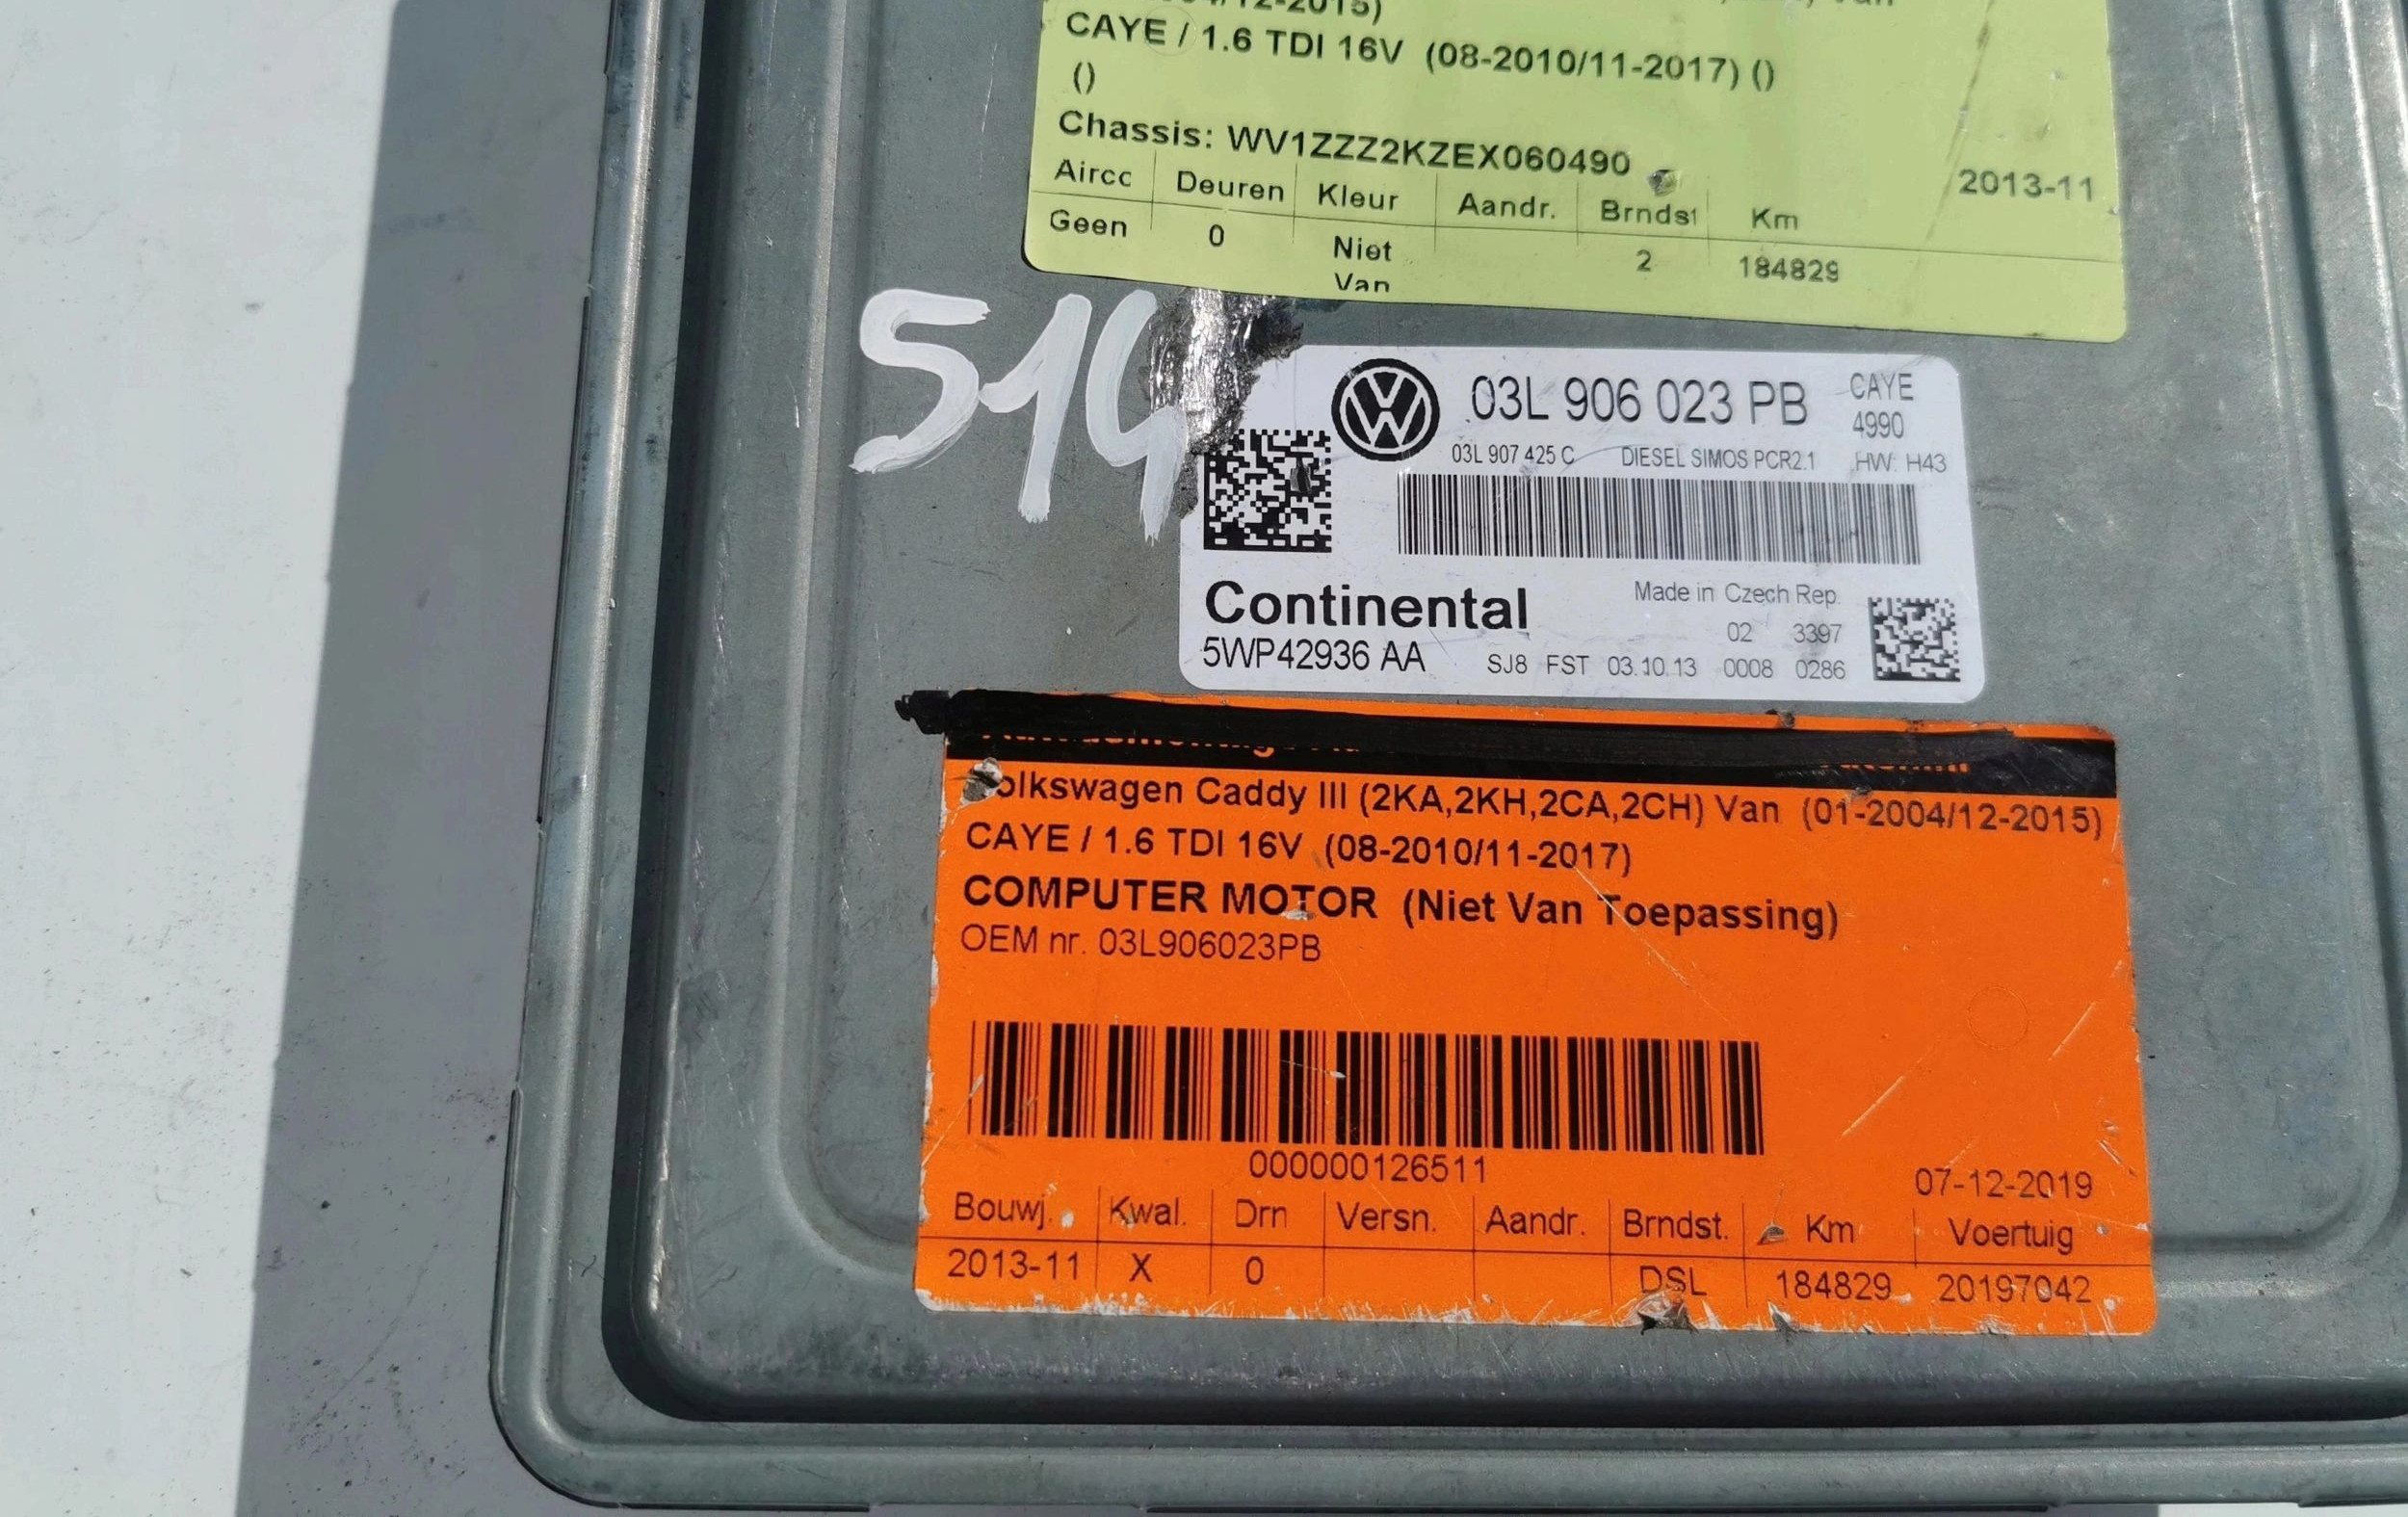 CAYE / 1.6 TDI 16V (08-2010/11-2017) ()
()
Chassis: WV1ZZZ2KZEX060490
2013-11
Airco Deuren Kleur Aandr. Brndst Km
Geen 0 Niet 2 184829
Van
514
03L 906 023 PB CAYE
4990
03L 907 425 C DIESEL SIMOS PCR2.1 HW: H43
Continental Made in Czech Rep.
02 3397
5WP42936 AA SJ8 FST 03.10.13 0008 0286
olkswagen Caddy III (2KA,2KH,2CA,2CH) Van (01-2004/12-2015)
CAYE / 1.6 TDI 16V (08-2010/11-2017)
COMPUTER MOTOR (Niet Van Toepassing)
OEM nr. 03L906023PB
000000126511
07-12-2019
Bouwj. Kwal. Drn Versn. Aandr. Brndst. Km Voertuig
2013-11 X 0 DSL 184829 20197042